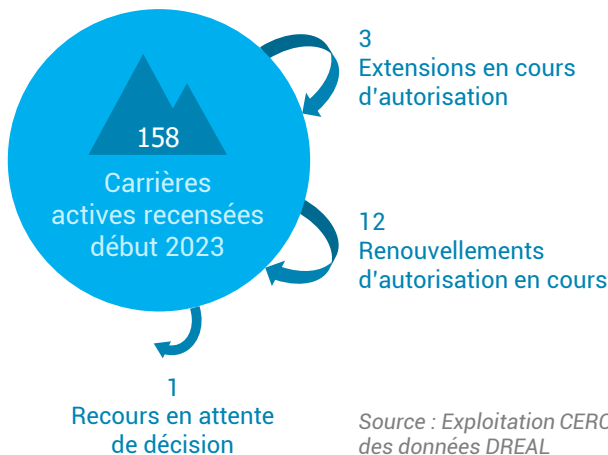 158
Carrières
actives recensées
début 2023
3
Extensions en cours
d'autorisation
12
Renouvellements
d'autorisation en cours
1
Recours en attente
de décision
Source : Exploitation CERC
des données DREAL